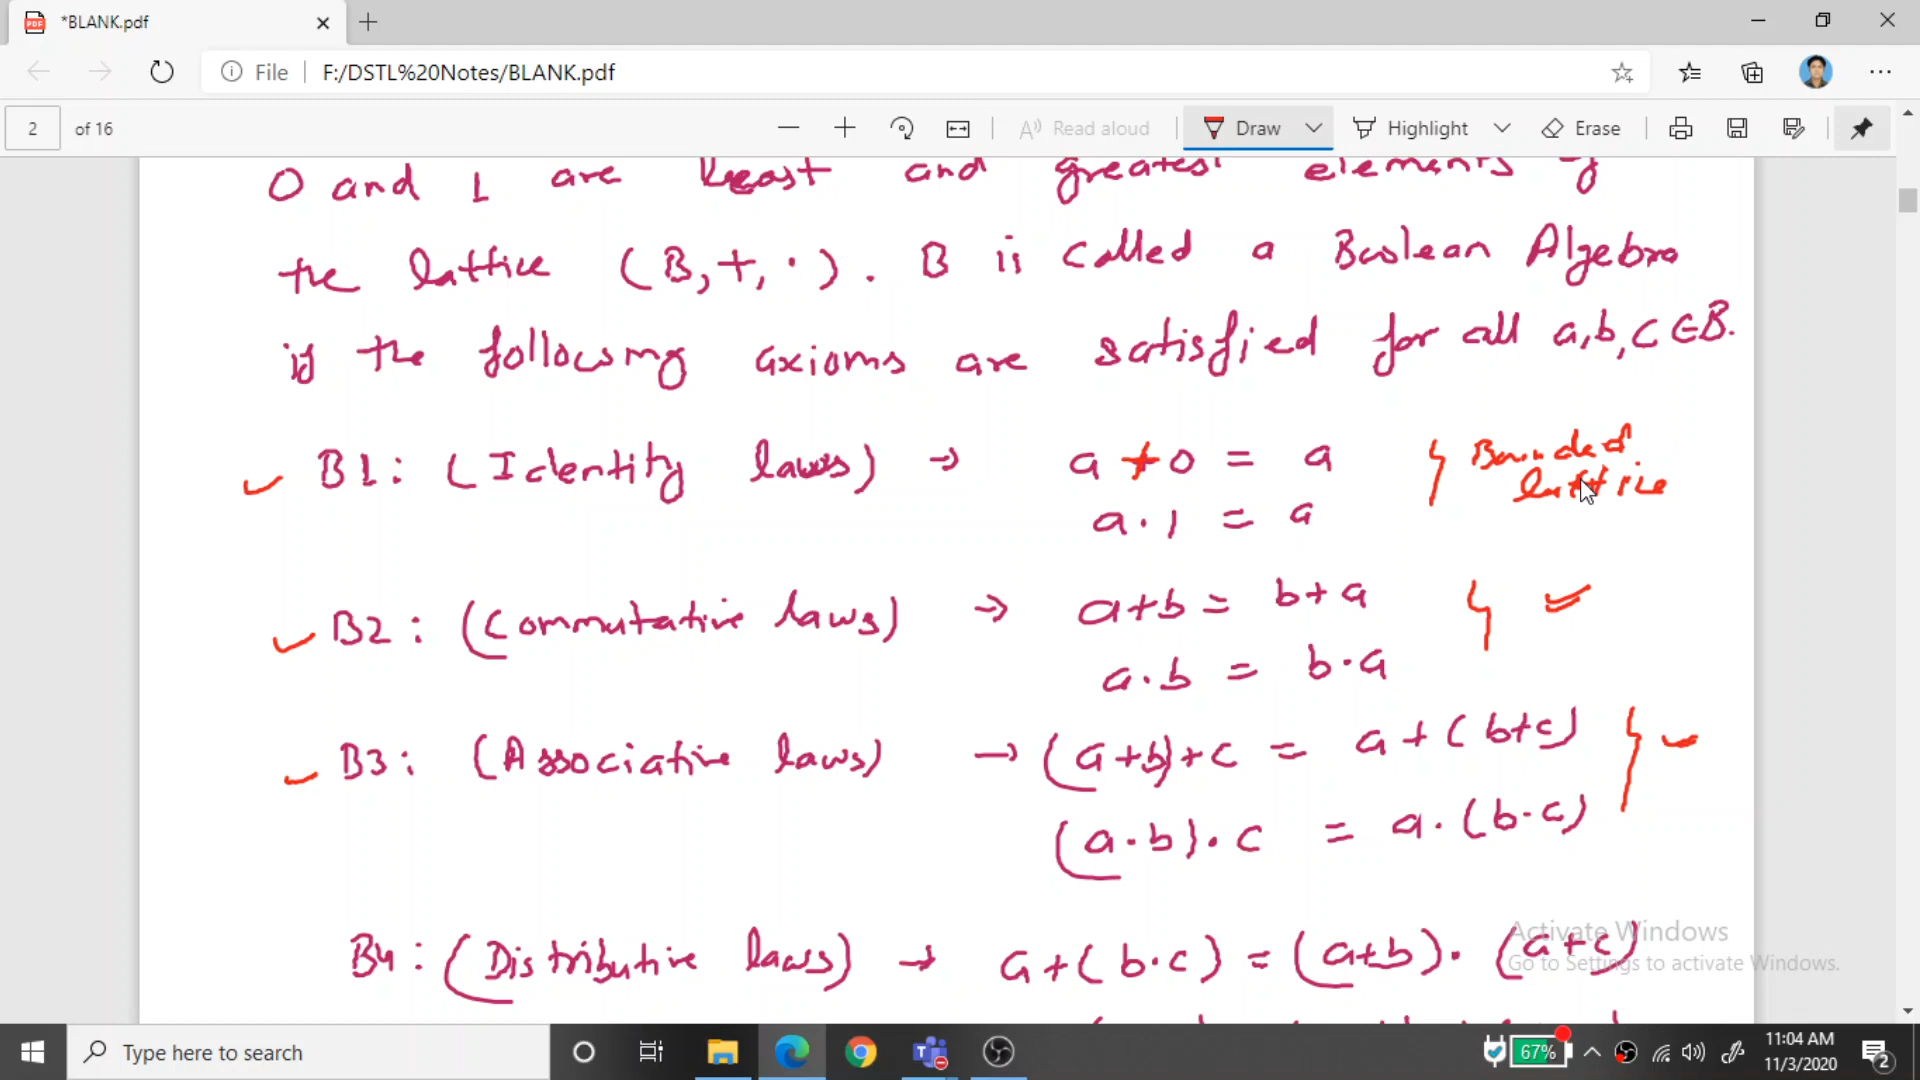 *BLANK.pdf
File F:/DSTL%20Notes/BLANK.pdf
2 of 16 Read aloud Draw Highlight Erase
0 and 1 are least and greatest elements of
the lattice (B, +, ·). B is called a Boolean Algebra
if the following axioms are satisfied for all a, b, c ∈ B.
B1: (Identity laws) → a + 0 = a Bounded
a · 1 = a lattice
B2: (Commutative laws) → a+b = b+a
a·b = b·a
B3: (Associative laws) → (a+b)+c = a+(b+c)
(a·b)·c = a·(b·c)
B4: (Distributive laws) → a+(b·c) = (a+b)·(a+c)
Activate Windows
Go to Settings to activate Windows.
Type here to search
67% 11:04 AM
11/3/2020 2